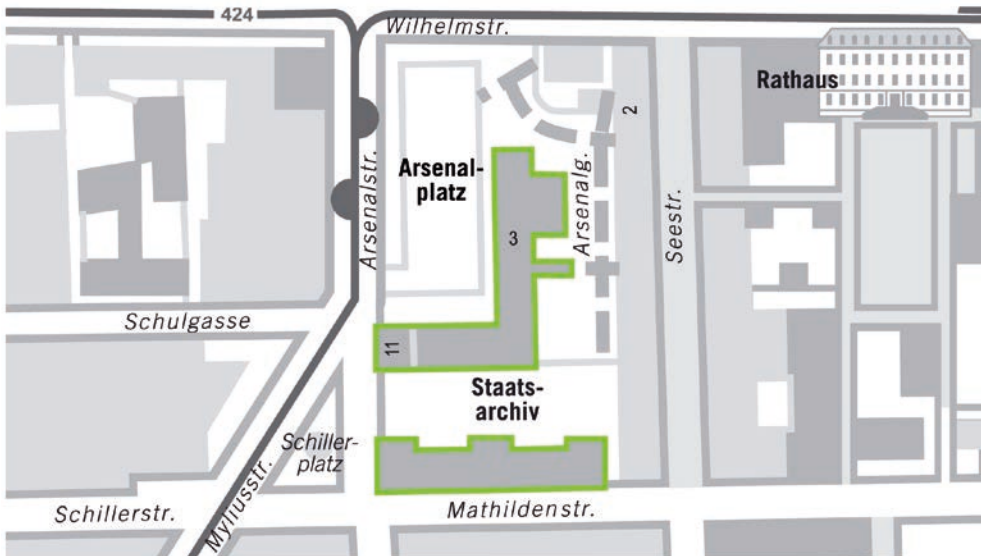 424
Wilhelmstr.
Rathaus
2
Arsenal-
platz
Arsenalstr.
Arsenalg.
3
Seestr.
Schulgasse
11
Staats-
archiv
Schiller-
platz
Myliusstr.
Schillerstr.
Mathildenstr.